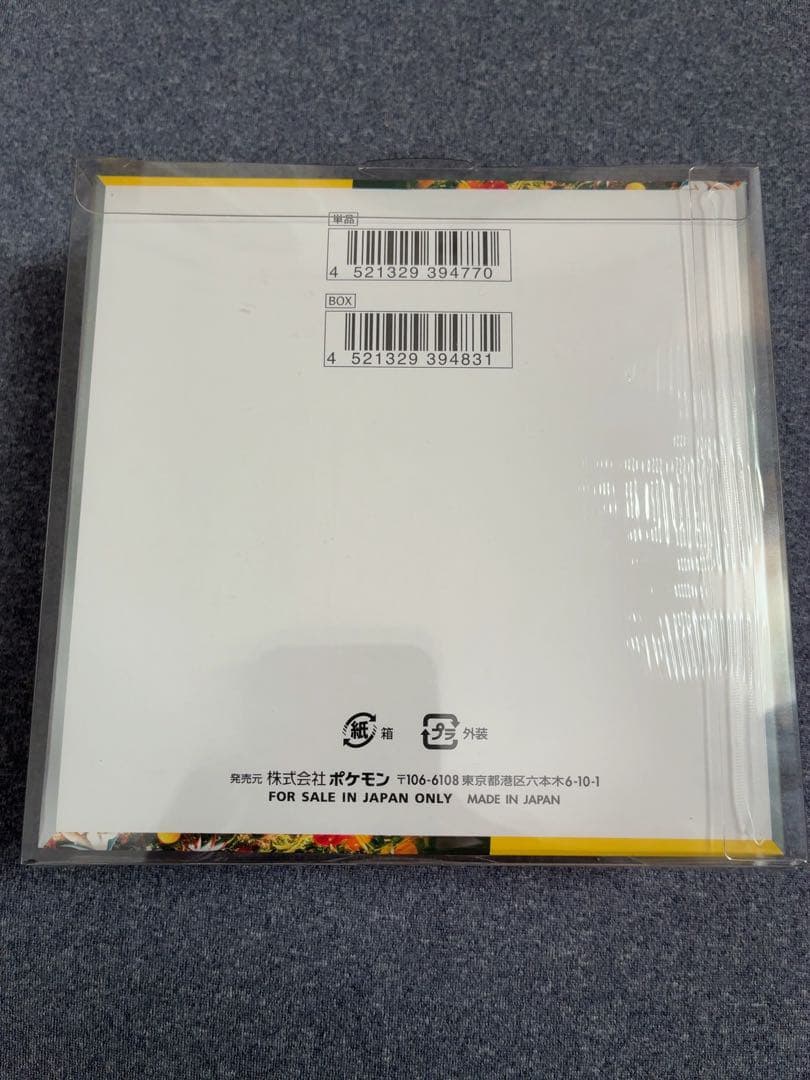 単品
4 521329 394770
BOX
4 521329 394831
紙 箱 プラ 外装
発売元 株式会社 ポケモン 〒106-6108 東京都港区六本木6-10-1
FOR SALE IN JAPAN ONLY MADE IN JAPAN